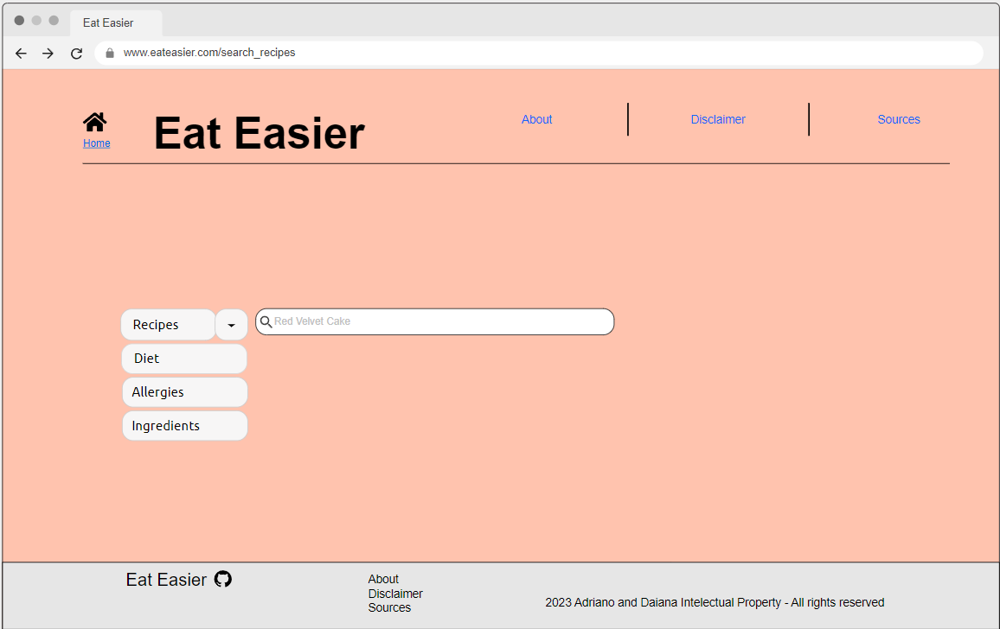 Eat Easier
www.eateasier.com/search_recipes
Home
Eat Easier
About
Disclaimer
Sources
Recipes
Red Velvet Cake
Diet
Allergies
Ingredients
Eat Easier
About
Disclaimer
Sources
2023 Adriano and Daiana Intelectual Property - All rights reserved